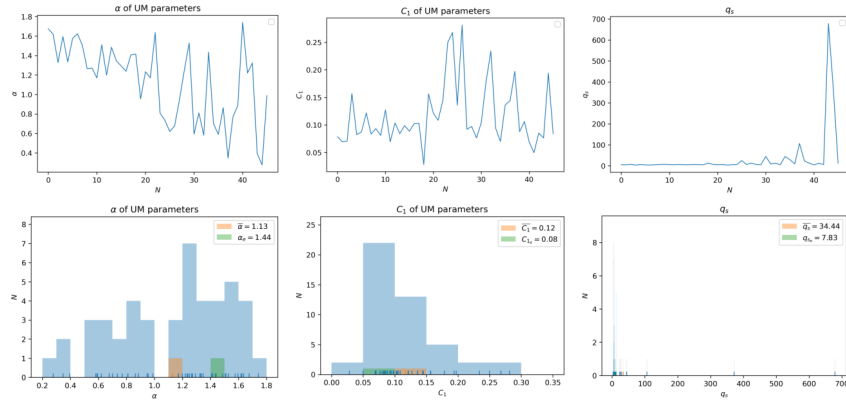 α of UM parameters
C₁ of UM parameters
qₛ
1.8
1.6
1.4
1.2
1.0
0.8
0.6
0.4
α
0 10 20 30 40
N
0.25
0.20
0.15
0.10
0.05
C₁
0 10 20 30 40
N
700
600
500
400
300
200
100
0
qₛ
0 10 20 30 40
N
α of UM parameters
C₁ of UM parameters
qₛ
8
7
6
5
4
3
2
1
0
N
ᾱ = 1.13
αₑ = 1.44
0.2 0.4 0.6 0.8 1.0 1.2 1.4 1.6 1.8
α
25
20
15
10
5
0
N
C̅₁ = 0.12
C₁ₑ = 0.08
0.00 0.05 0.10 0.15 0.20 0.25 0.30 0.35
C₁
8
6
4
2
0
N
q̅ₛ = 34.44
qₛₑ = 7.83
0 100 200 300 400 500 600 700
qₛ